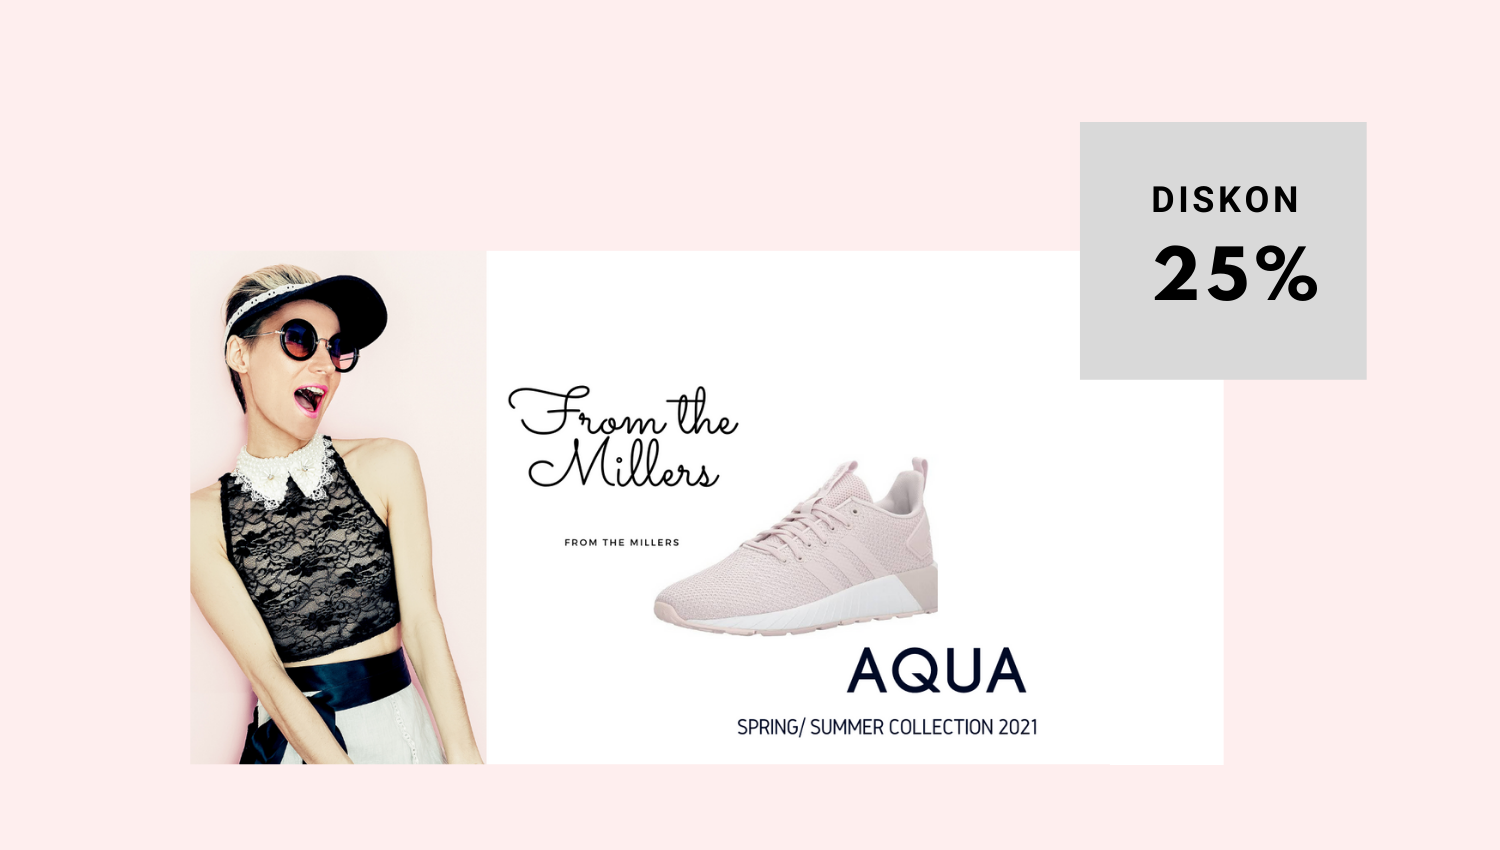 DISKON
25%
From the
Millers
FROM THE MILLERS
AQUA
SPRING/ SUMMER COLLECTION 2021